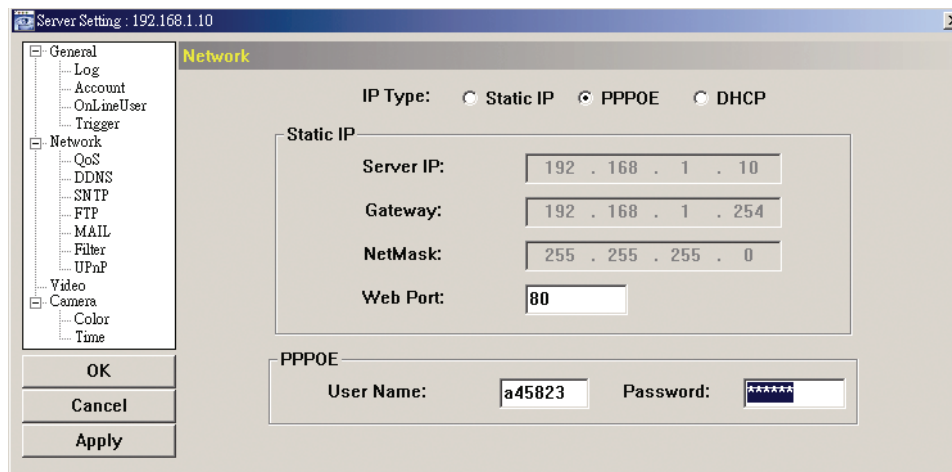 Server Setting : 192.168.1.10
General
Log
Account
OnLineUser
Trigger
Network
QoS
DDNS
SNTP
FTP
MAIL
Filter
UPnP
Video
Camera
Color
Time
OK
Cancel
Apply
Network
IP Type: Static IP PPPOE DHCP
Static IP
Server IP: 192 . 168 . 1 . 10
Gateway: 192 . 168 . 1 . 254
NetMask: 255 . 255 . 255 . 0
Web Port: 80
PPPOE
User Name: a45823 Password: ******